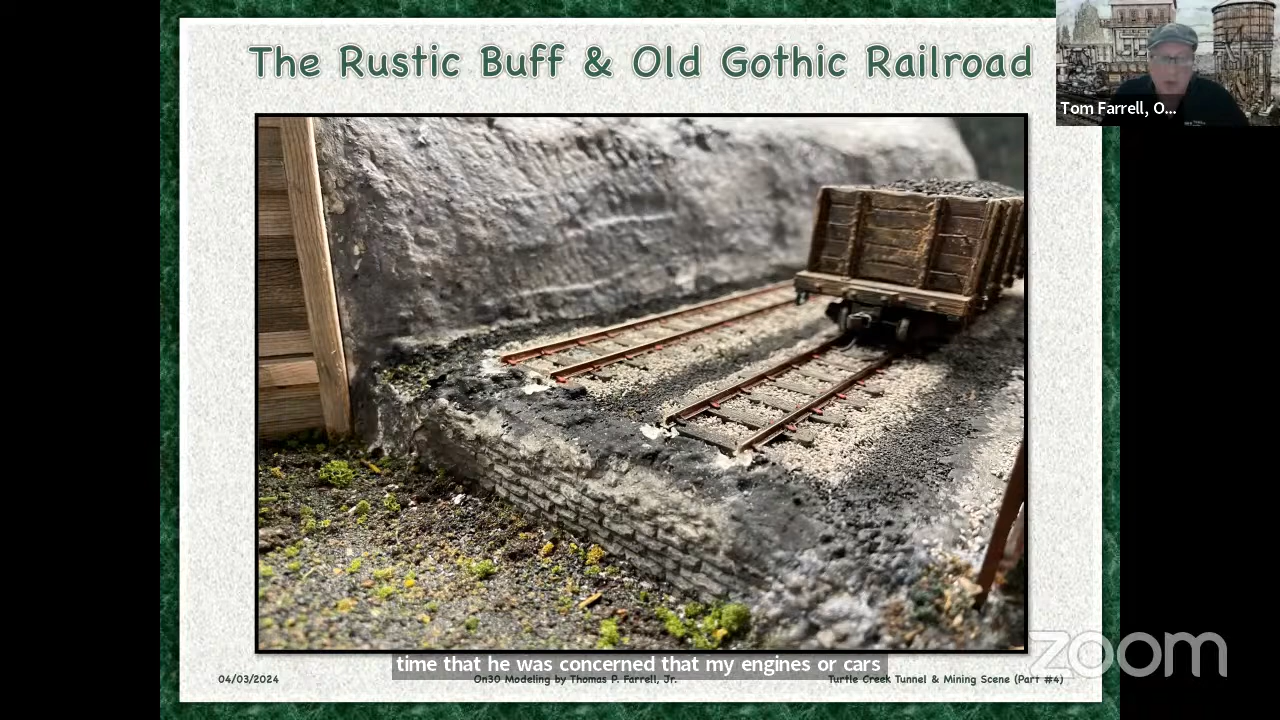 The Rustic Buff & Old Gothic Railroad
Tom Farrell, O...
time that he was concerned that my engines or cars
04/03/2024
On30 Modeling by Thomas P. Farrell, Jr.
Turtle Creek Tunnel & Mining Scene (Part #4)
zoom